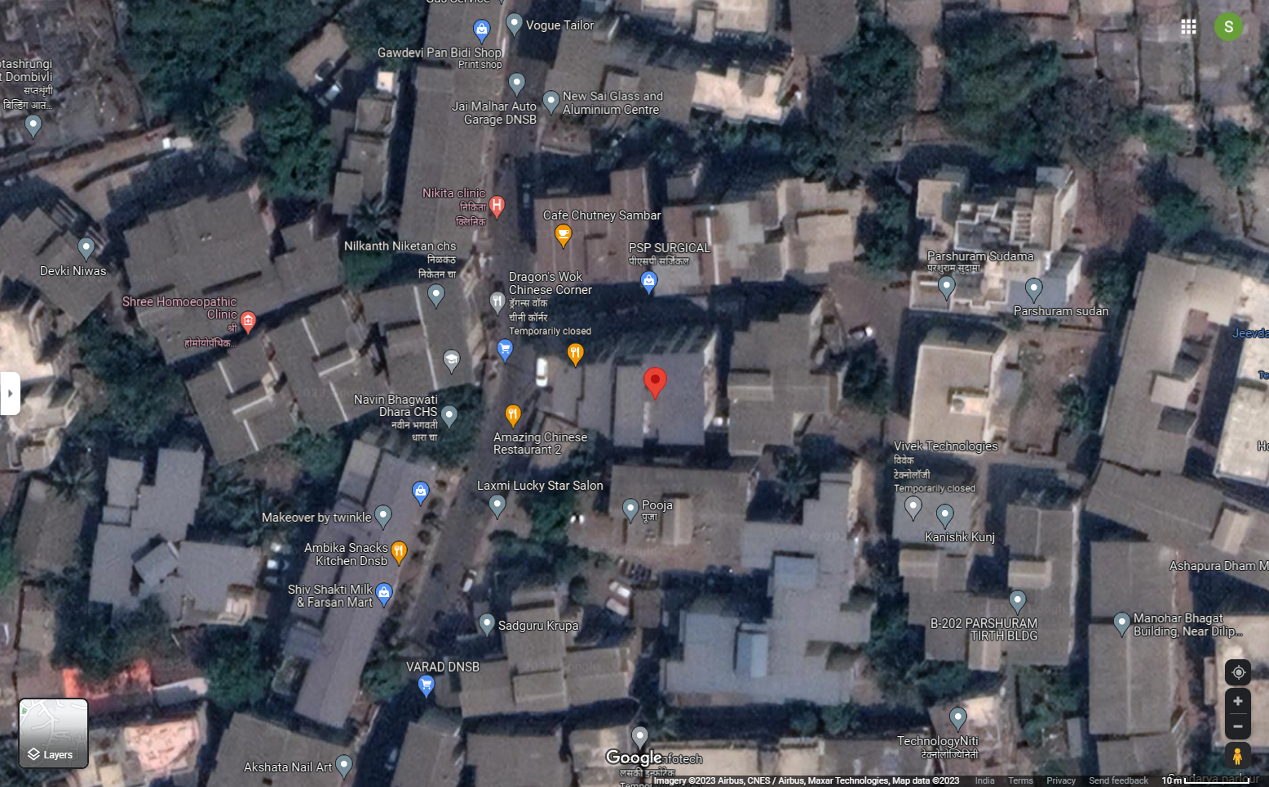 Vogue Tailor
Gawdevi Pan Bidi Shop
Print shop
S
Dombivli
सप्तश्रृंगी
बिल्डिंग आत...
Jai Malhar Auto
Garage DNSB
New Sai Glass and
Aluminium Centre
Nikita clinic
निकिता
क्लिनिक
Cafe Chutney Sambar
Nilkanth Niketan chs
निळकंठ
निकेतन चा
PSP SURGICAL
पीएसपी सर्जिकल
Devki Niwas
Dragon's Wok
Chinese Corner
ड्रॅगन्स वॉक
चीनी कॉर्नर
Temporarily closed
Parshuram Sudama
परशुराम सुदामा
Parshuram sudan
Shree Homoeopathic
Clinic
श्री
होमोयोपॅथिक
Navin Bhagwati
Dhara CHS
नवीन भगवती
धारा चा
Amazing Chinese
Restaurant 2
Vivek Technologies
विवेक
टेक्नोलॉजी
Temporarily closed
Laxmi Lucky Star Salon
Pooja
पूजा
Makeover by twinkle
Kanishk Kunj
Ambika Snacks
Kitchen Dnsb
Ashapura Dham M
Shiv Shakti Milk
& Farsan Mart
Sadguru Krupa
B-202 PARSHURAM
TIRTH BLDG
Manohar Bhagat
Building, Near Dilip...
VARAD DNSB
TechnologyNiti
टेक्नोलॉजिनिती
Layers
Akshata Nail Art
Google
Imagery ©2023 Airbus, CNES / Airbus, Maxar Technologies, Map data ©2023 India Terms Privacy Send feedback 10 m